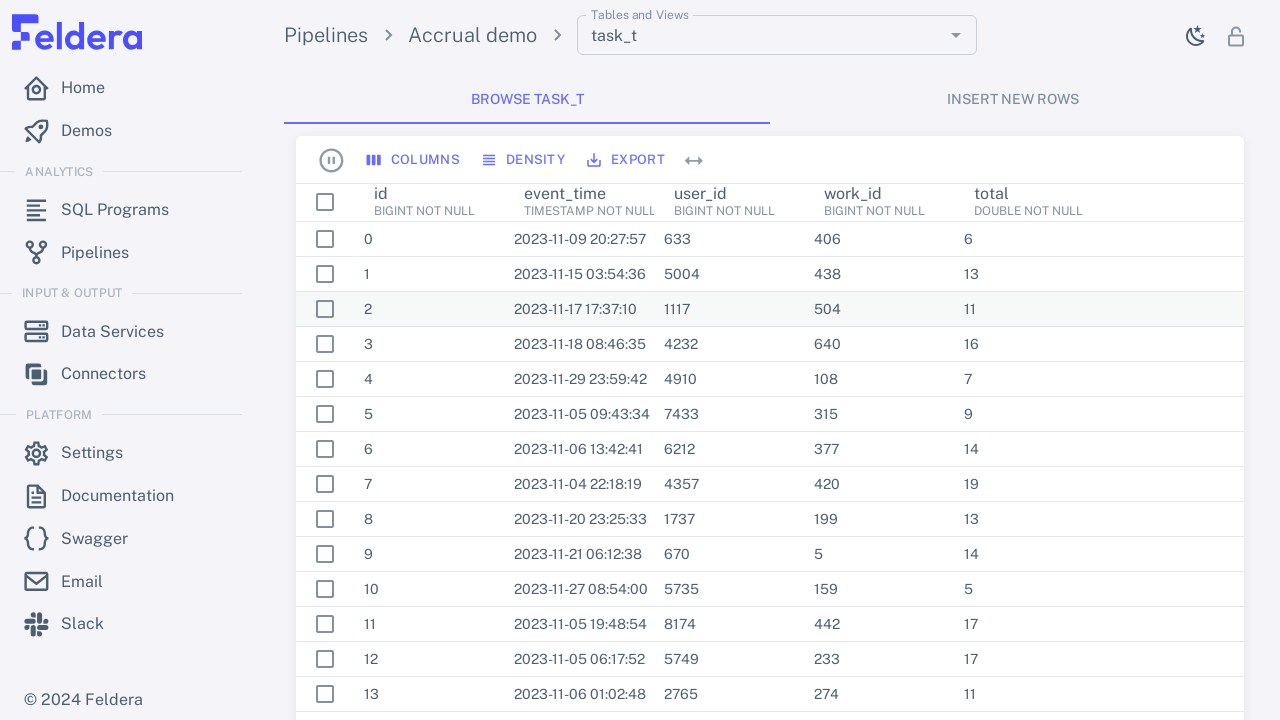 Feldera
Home
Demos
ANALYTICS
SQL Programs
Pipelines
INPUT & OUTPUT
Data Services
Connectors
PLATFORM
Settings
Documentation
Swagger
Email
Slack
© 2024 Feldera
Pipelines
Accrual demo
Tables and Views
task_t
BROWSE TASK_T
INSERT NEW ROWS
COLUMNS DENSITY EXPORT
id event_time user_id work_id total
BIGINT NOT NULL TIMESTAMP NOT NULL BIGINT NOT NULL BIGINT NOT NULL DOUBLE NOT NULL
0 2023-11-09 20:27:57 633 406 6
1 2023-11-15 03:54:36 5004 438 13
2 2023-11-17 17:37:10 1117 504 11
3 2023-11-18 08:46:35 4232 640 16
4 2023-11-29 23:59:42 4910 108 7
5 2023-11-05 09:43:34 7433 315 9
6 2023-11-06 13:42:41 6212 377 14
7 2023-11-04 22:18:19 4357 420 19
8 2023-11-20 23:25:33 1737 199 13
9 2023-11-21 06:12:38 670 5 14
10 2023-11-27 08:54:00 5735 159 5
11 2023-11-05 19:48:54 8174 442 17
12 2023-11-05 06:17:52 5749 233 17
13 2023-11-06 01:02:48 2765 274 11